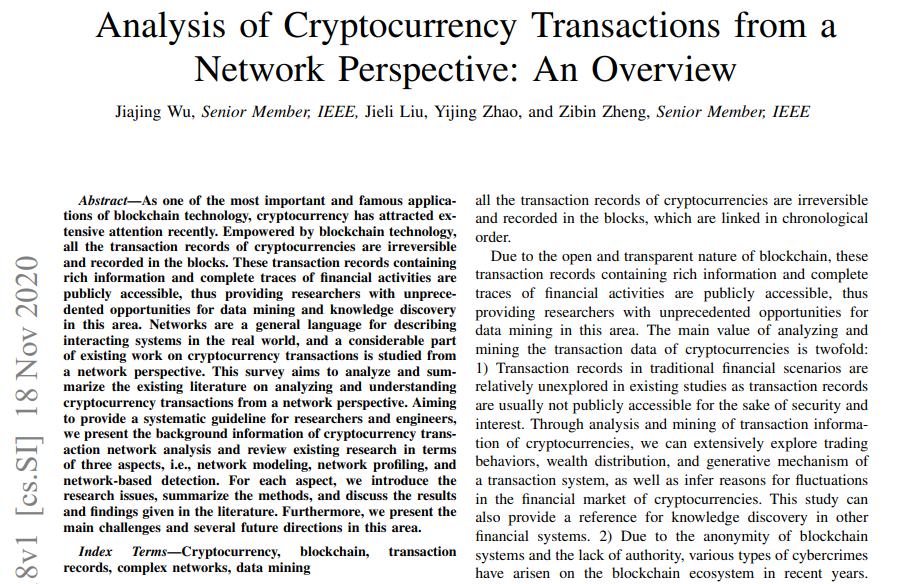 Analysis of Cryptocurrency Transactions from a
Network Perspective: An Overview
Jiajing Wu, Senior Member, IEEE, Jieli Liu, Yijing Zhao, and Zibin Zheng, Senior Member, IEEE
Abstract—As one of the most important and famous applica-
tions of blockchain technology, cryptocurrency has attracted ex-
tensive attention recently. Empowered by blockchain technology,
all the transaction records of cryptocurrencies are irreversible
and recorded in the blocks. These transaction records containing
rich information and complete traces of financial activities are
publicly accessible, thus providing researchers with unprece-
dented opportunities for data mining and knowledge discovery
in this area. Networks are a general language for describing
interacting systems in the real world, and a considerable part
of existing work on cryptocurrency transactions is studied from
a network perspective. This survey aims to analyze and sum-
marize the existing literature on analyzing and understanding
cryptocurrency transactions from a network perspective. Aiming
to provide a systematic guideline for researchers and engineers,
we present the background information of cryptocurrency trans-
action network analysis and review existing research in terms
of three aspects, i.e., network modeling, network profiling, and
network-based detection. For each aspect, we introduce the
research issues, summarize the methods, and discuss the results
and findings given in the literature. Furthermore, we present the
main challenges and several future directions in this area.
Index Terms—Cryptocurrency, blockchain, transaction
records, complex networks, data mining
all the transaction records of cryptocurrencies are irreversible
and recorded in the blocks, which are linked in chronological
order.
Due to the open and transparent nature of blockchain, these
transaction records containing rich information and complete
traces of financial activities are publicly accessible, thus
providing researchers with unprecedented opportunities for
data mining in this area. The main value of analyzing and
mining the transaction data of cryptocurrencies is twofold:
1) Transaction records in traditional financial scenarios are
relatively unexplored in existing studies as transaction records
are usually not publicly accessible for the sake of security and
interest. Through analysis and mining of transaction informa-
tion of cryptocurrencies, we can extensively explore trading
behaviors, wealth distribution, and generative mechanism of
a transaction system, as well as infer reasons for fluctuations
in the financial market of cryptocurrencies. This study can
also provide a reference for knowledge discovery in other
financial systems. 2) Due to the anonymity of blockchain
systems and the lack of authority, various types of cybercrimes
have arisen on the blockchain ecosystem in recent years.
8v1 [cs.SI] 18 Nov 2020